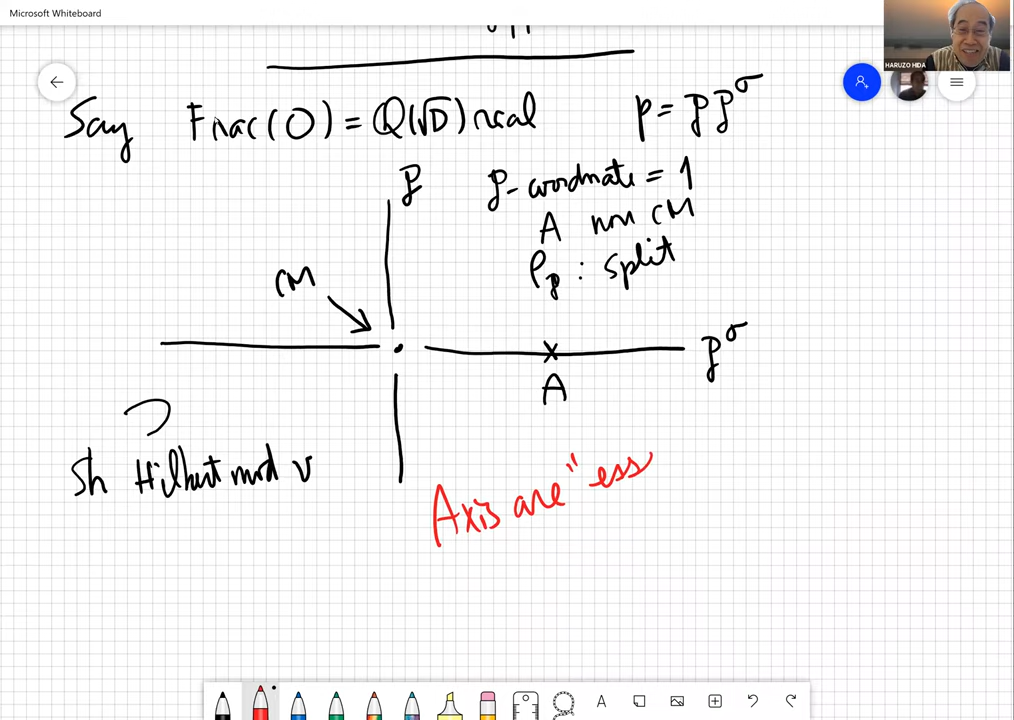 Microsoft Whiteboard
HARUZO HIDA
Say Frac(O) = Q(√D) real p = 𝔭𝔭^σ
𝔭 𝔭-coordinate = 1
A non CM
CM ρ_𝔭 : split
𝔭^σ
A
Sh Hilbert mod v
Axis are "ess
A